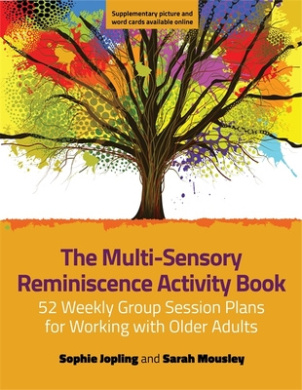 Supplementary picture and
word cards available online
The Multi-Sensory
Reminiscence Activity Book
52 Weekly Group Session Plans
for Working with Older Adults
Sophie Jopling and Sarah Mousley